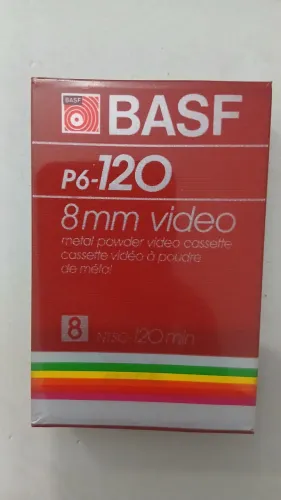 BASF
BASF
P6-120
8mm video
metal powder video cassette
cassette vidéo à poudre
de métal
8 NTSC-120 min